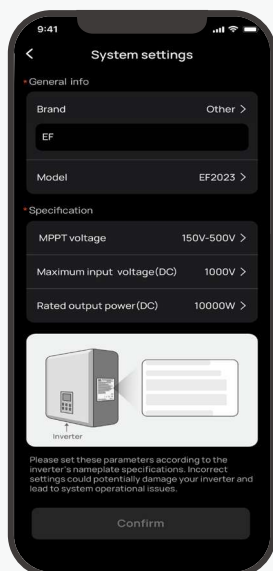 9:41
System settings
*General info
Brand Other >
EF
Model EF2023 >
*Specification
MPPT voltage 150V-500V >
Maximum input voltage(DC) 1000V >
Rated output power(DC) 10000W >
Inverter
Please set these parameters according to the
inverter's nameplate specifications. Incorrect
settings could potentially damage your inverter and
lead to system operational issues.
Confirm